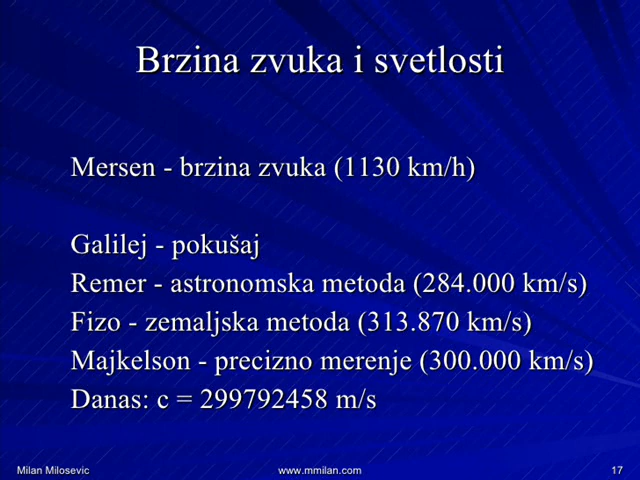 Brzina zvuka i svetlosti
Mersen - brzina zvuka (1130 km/h)
Galilej - pokušaj
Remer - astronomska metoda (284.000 km/s)
Fizo - zemaljska metoda (313.870 km/s)
Majkelson - precizno merenje (300.000 km/s)
Danas: c = 299792458 m/s
Milan Milosevic
www.mmilan.com
17